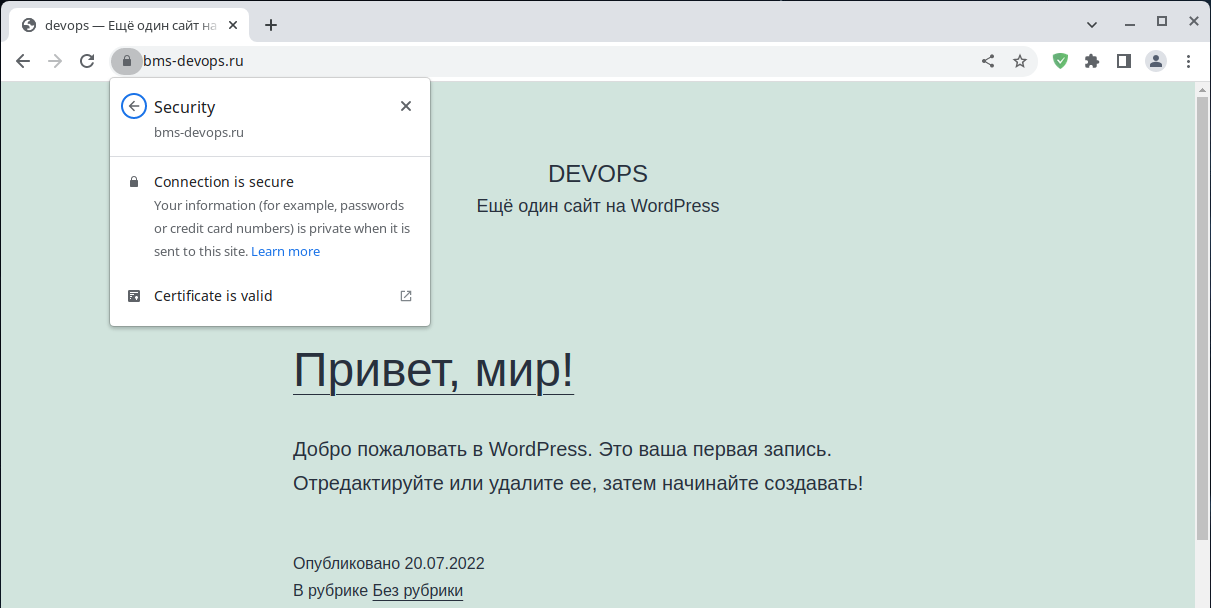 devops — Ещё один сайт на
bms-devops.ru
Security
bms-devops.ru
Connection is secure
Your information (for example, passwords
or credit card numbers) is private when it is
sent to this site. Learn more
Certificate is valid
DEVOPS
Ещё один сайт на WordPress
Привет, мир!
Добро пожаловать в WordPress. Это ваша первая запись.
Отредактируйте или удалите ее, затем начинайте создавать!
Опубликовано 20.07.2022
В рубрике Без рубрики